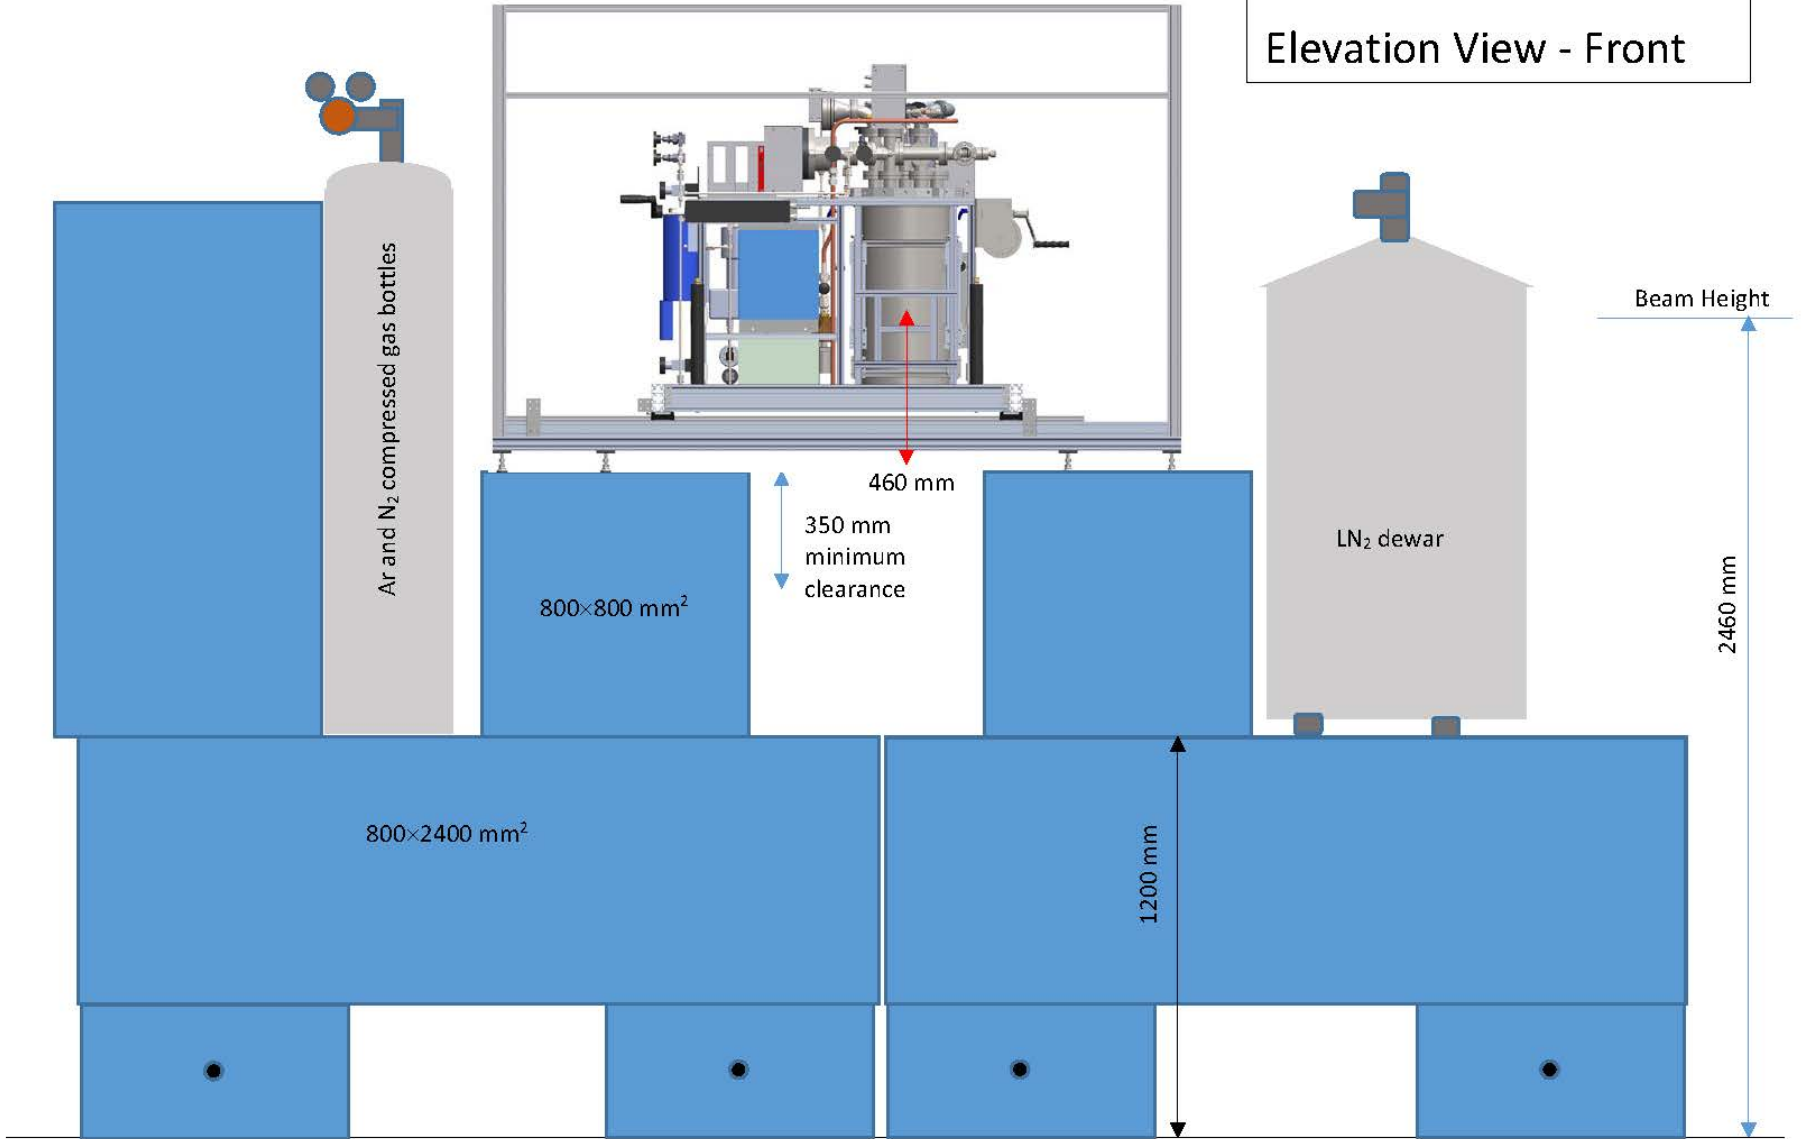 Elevation View - Front
Ar and N₂ compressed gas bottles
Beam Height
460 mm
350 mm
minimum
clearance
LN₂ dewar
800×800 mm²
2460 mm
800×2400 mm²
1200 mm